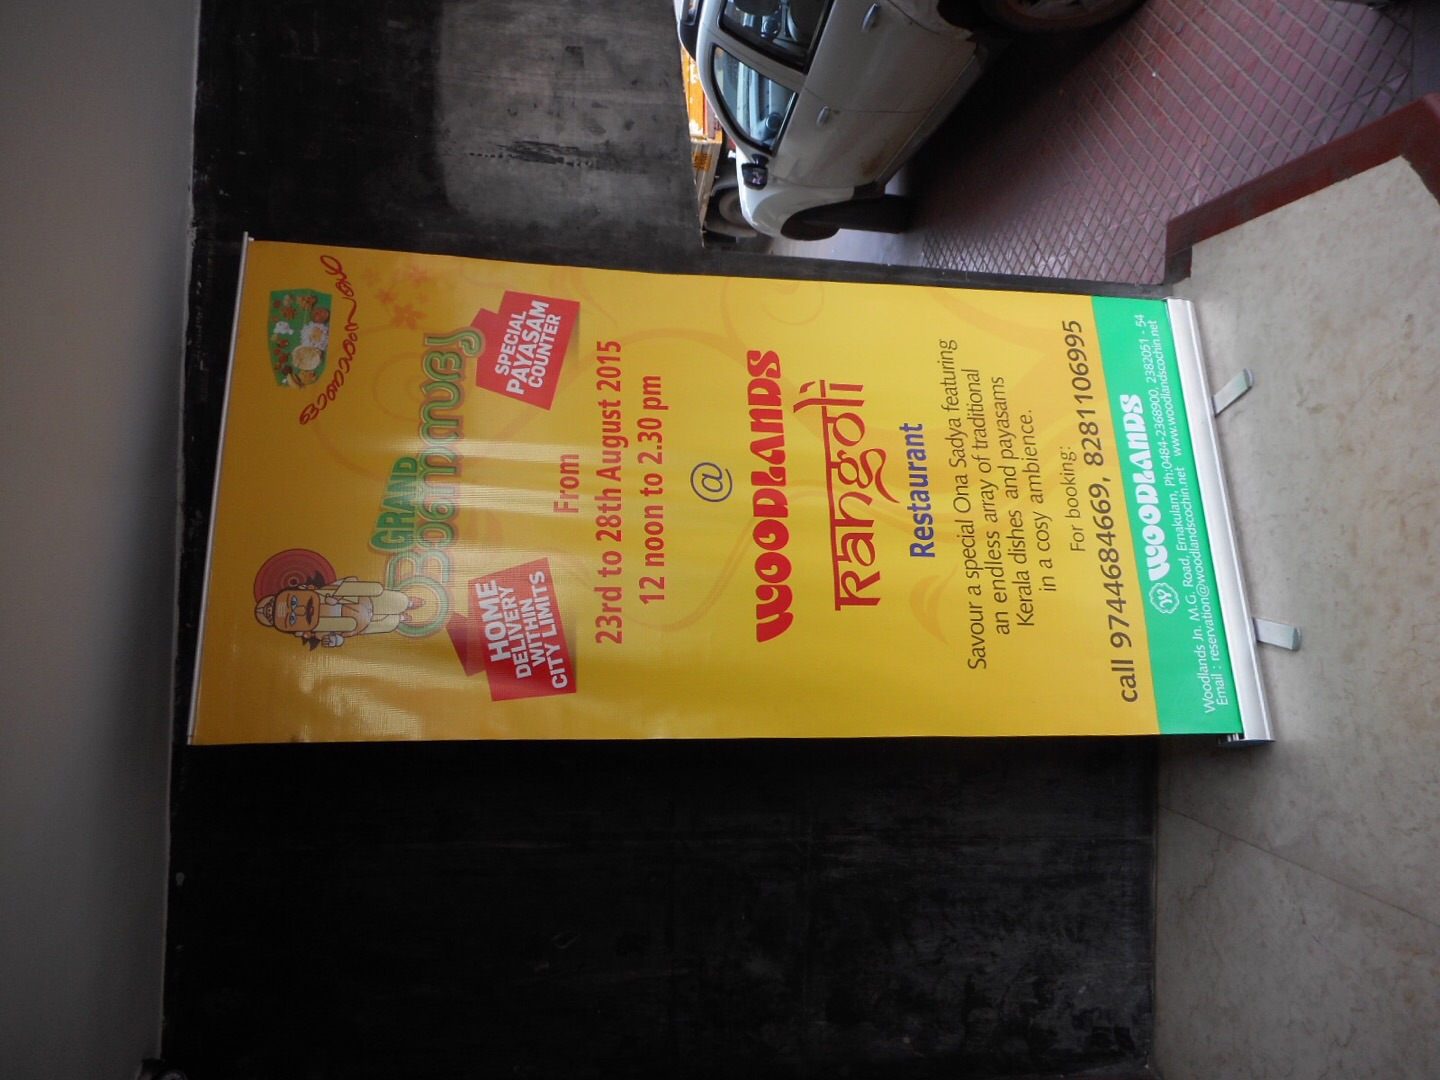 ഓണാശംസകൾ
GRAND
ഓണസദ്യ
HOME
DELIVERY
WITHIN
CITY LIMITS
SPECIAL
PAYASAM
COUNTER
From
23rd to 28th August 2015
12 noon to 2.30 pm
@
WOODLANDS
rangoli
Restaurant
Savour a special Ona Sadya featuring
an endless array of traditional
Kerala dishes and payasams
in a cosy ambience.
For booking:
call 9744684669, 8281106995
W WOODLANDS
Woodlands Jn. M.G. Road, Ernakulam, Ph:0484-2368900, 2382051 - 54
Email : reservation@woodlandscochin.net www.woodlandscochin.net